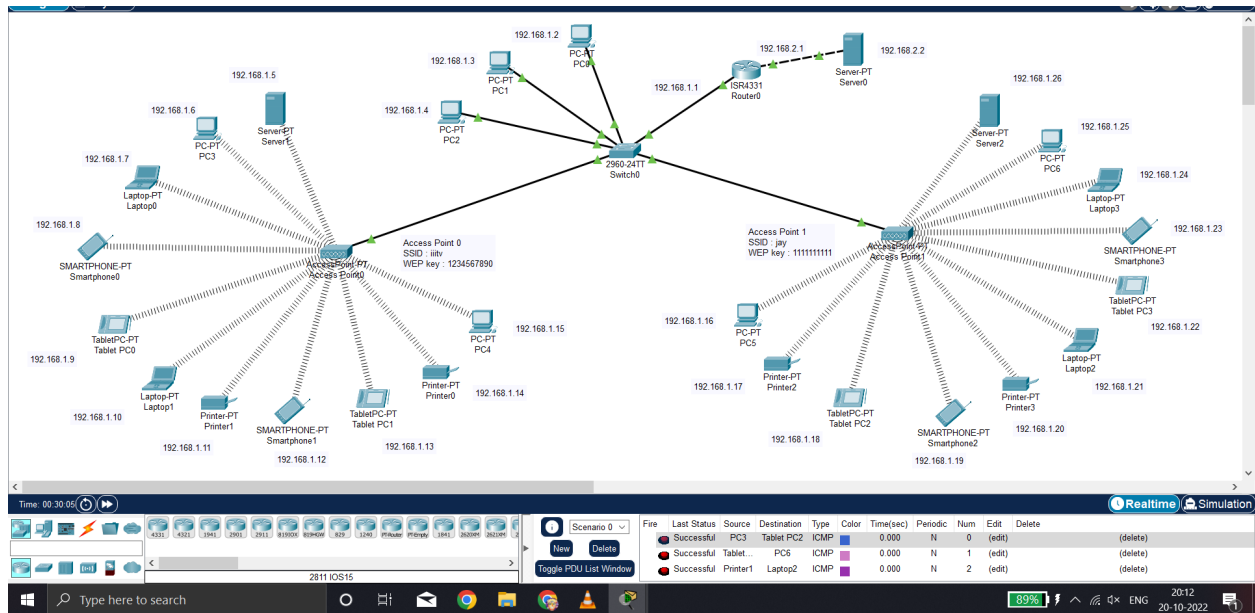 192.168.1.2
PC-PT
PC0
192.168.1.3
PC-PT
PC1
192.168.1.4
PC-PT
PC2
192.168.2.1
192.168.2.2
Server-PT
Server0
ISR4331
Router0
192.168.1.1
2960-24TT
Switch0
192.168.1.5
Server-PT
Server1
192.168.1.6
PC-PT
PC3
192.168.1.7
Laptop-PT
Laptop0
192.168.1.8
SMARTPHONE-PT
Smartphone0
AccessPoint-PT
Access Point0
Access Point 0
SSID : iiitv
WEP key : 1234567890
TabletPC-PT
Tablet PC0
192.168.1.9
Laptop-PT
Laptop1
192.168.1.10
Printer-PT
Printer1
192.168.1.11
SMARTPHONE-PT
Smartphone1
192.168.1.12
TabletPC-PT
Tablet PC1
192.168.1.13
Printer-PT
Printer0
192.168.1.14
PC-PT
PC4
192.168.1.15
192.168.1.26
Server-PT
Server2
192.168.1.25
PC-PT
PC6
192.168.1.24
Laptop-PT
Laptop3
192.168.1.23
SMARTPHONE-PT
Smartphone3
Access Point 1
SSID : jay
WEP key : 1111111111
AccessPoint-PT
Access Point1
TabletPC-PT
Tablet PC3
192.168.1.22
Laptop-PT
Laptop2
192.168.1.21
Printer-PT
Printer3
192.168.1.20
SMARTPHONE-PT
Smartphone2
192.168.1.19
TabletPC-PT
Tablet PC2
192.168.1.18
Printer-PT
Printer2
192.168.1.17
PC-PT
PC5
192.168.1.16
Time: 00:30:05
Realtime
Simulation
4331 4321 1941 2901 2911 819IOX 819HGW 829 1240 PT-Router PT-Empty 1841 2620XM 2621XM
2811 IOS15
Scenario 0
New Delete
Toggle PDU List Window
Fire Last Status Source Destination Type Color Time(sec) Periodic Num Edit Delete
Successful PC3 Tablet PC2 ICMP 0.000 N 0 (edit) (delete)
Successful Tablet... PC6 ICMP 0.000 N 1 (edit) (delete)
Successful Printer1 Laptop2 ICMP 0.000 N 2 (edit) (delete)
Type here to search
89%
ENG
20:12
20-10-2022
1